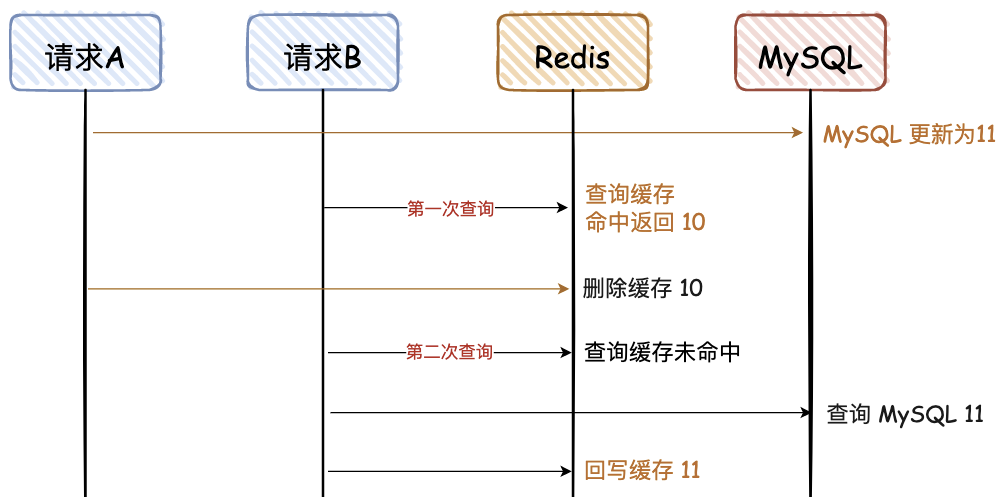 请求A
请求B
Redis
MySQL
MySQL 更新为11
第一次查询
查询缓存
命中返回 10
删除缓存 10
第二次查询
查询缓存未命中
查询 MySQL 11
回写缓存 11